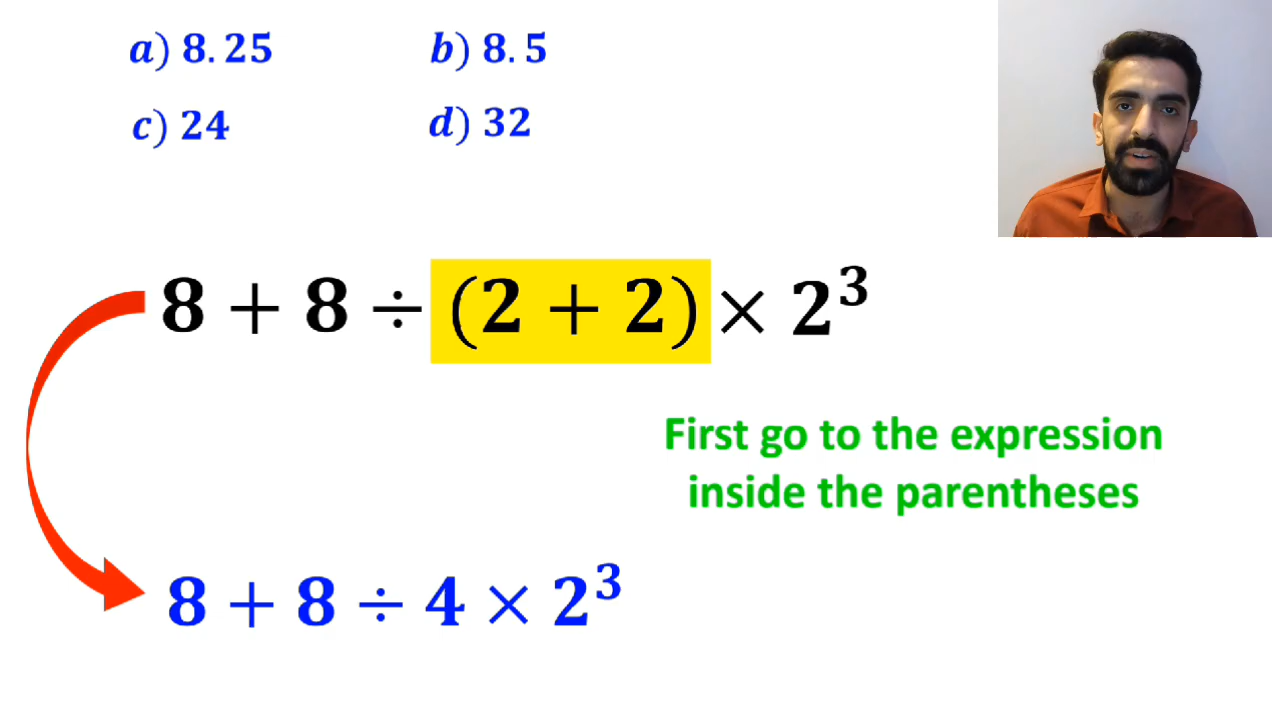 a) 8.25 b) 8.5
c) 24 d) 32
8 + 8 ÷ (2 + 2) × 2³
First go to the expression
inside the parentheses
8 + 8 ÷ 4 × 2³